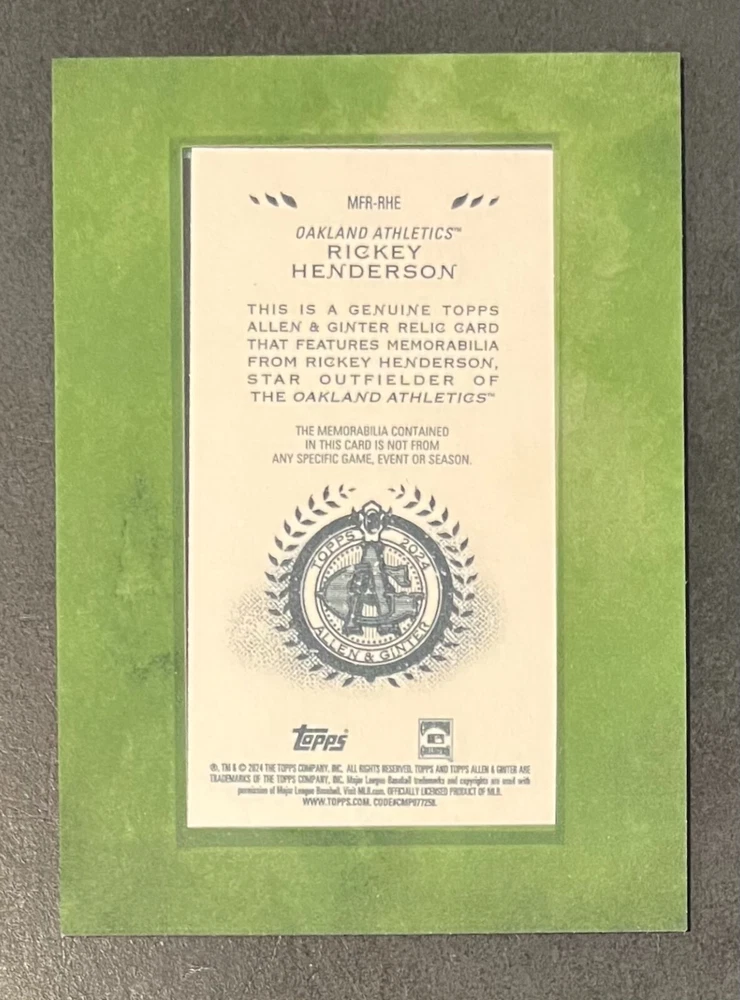 MFR-RHE
OAKLAND ATHLETICS™
RICKEY
HENDERSON
THIS IS A GENUINE TOPPS
ALLEN & GINTER RELIC CARD
THAT FEATURES MEMORABILIA
FROM RICKEY HENDERSON,
STAR OUTFIELDER OF
THE OAKLAND ATHLETICS™
THE MEMORABILIA CONTAINED
IN THIS CARD IS NOT FROM
ANY SPECIFIC GAME, EVENT OR SEASON.
TOPPS 2024
AG
ALLEN & GINTER
Topps®
®, TM & © 2024 THE TOPPS COMPANY, INC. ALL RIGHTS RESERVED. TOPPS AND TOPPS ALLEN & GINTER ARE
TRADEMARKS OF THE TOPPS COMPANY, INC. Major League Baseball trademarks and copyrights are used with
permission of Major League Baseball. Visit MLB.com. OFFICIALLY LICENSED PRODUCT OF MLB.
WWW.TOPPS.COM. CODE#CMP077258.